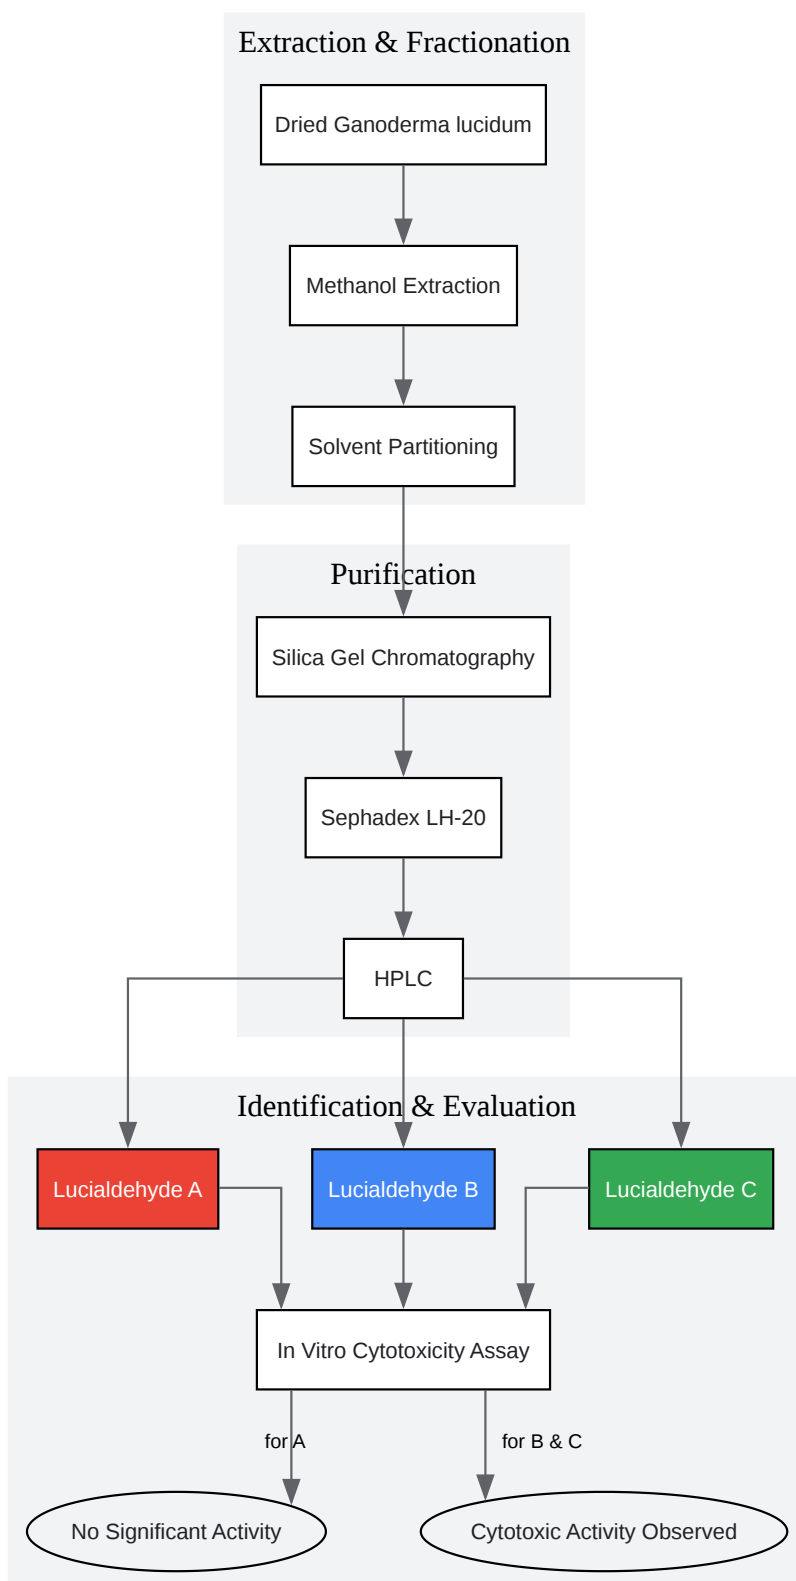 Extraction & Fractionation
Dried Ganoderma lucidum
Methanol Extraction
Solvent Partitioning
Purification
Silica Gel Chromatography
Sephadex LH-20
HPLC
Identification & Evaluation
Lucialdehyde A
Lucialdehyde B
Lucialdehyde C
In Vitro Cytotoxicity Assay
for A
for B & C
No Significant Activity
Cytotoxic Activity Observed